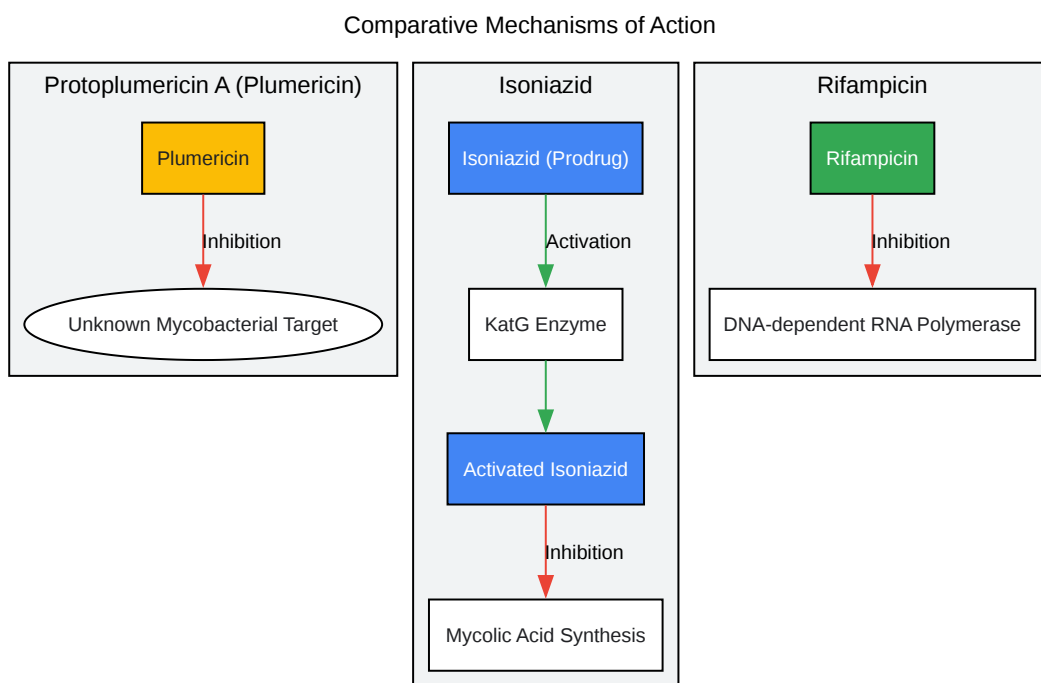 Comparative Mechanisms of Action
Protoplumericin A (Plumericin)
Plumericin
Inhibition
Unknown Mycobacterial Target
Isoniazid
Isoniazid (Prodrug)
Activation
KatG Enzyme
Activated Isoniazid
Inhibition
Mycolic Acid Synthesis
Rifampicin
Rifampicin
Inhibition
DNA-dependent RNA Polymerase